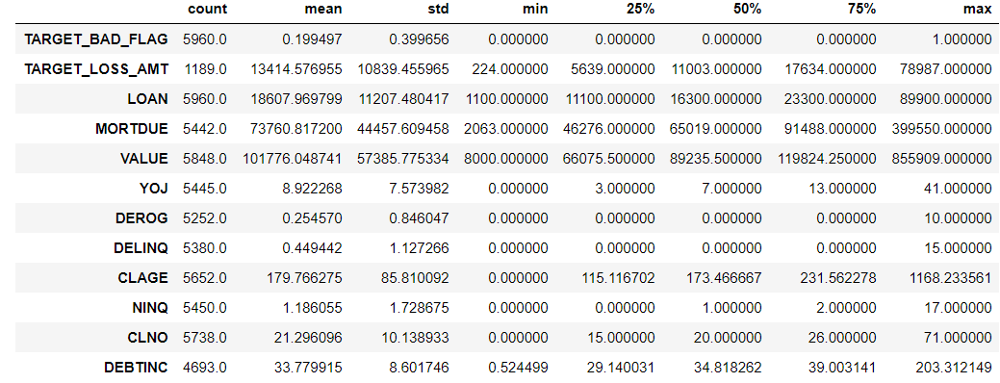 count mean std min 25% 50% 75% max
TARGET_BAD_FLAG 5960.0 0.199497 0.399656 0.000000 0.000000 0.000000 0.000000 1.000000
TARGET_LOSS_AMT 1189.0 13414.576955 10839.455965 224.000000 5639.000000 11003.000000 17634.000000 78987.000000
LOAN 5960.0 18607.969799 11207.480417 1100.000000 11100.000000 16300.000000 23300.000000 89900.000000
MORTDUE 5442.0 73760.817200 44457.609458 2063.000000 46276.000000 65019.000000 91488.000000 399550.000000
VALUE 5848.0 101776.048741 57385.775334 8000.000000 66075.500000 89235.500000 119824.250000 855909.000000
YOJ 5445.0 8.922268 7.573982 0.000000 3.000000 7.000000 13.000000 41.000000
DEROG 5252.0 0.254570 0.846047 0.000000 0.000000 0.000000 0.000000 10.000000
DELINQ 5380.0 0.449442 1.127266 0.000000 0.000000 0.000000 0.000000 15.000000
CLAGE 5652.0 179.766275 85.810092 0.000000 115.116702 173.466667 231.562278 1168.233561
NINQ 5450.0 1.186055 1.728675 0.000000 0.000000 1.000000 2.000000 17.000000
CLNO 5738.0 21.296096 10.138933 0.000000 15.000000 20.000000 26.000000 71.000000
DEBTINC 4693.0 33.779915 8.601746 0.524499 29.140031 34.818262 39.003141 203.312149